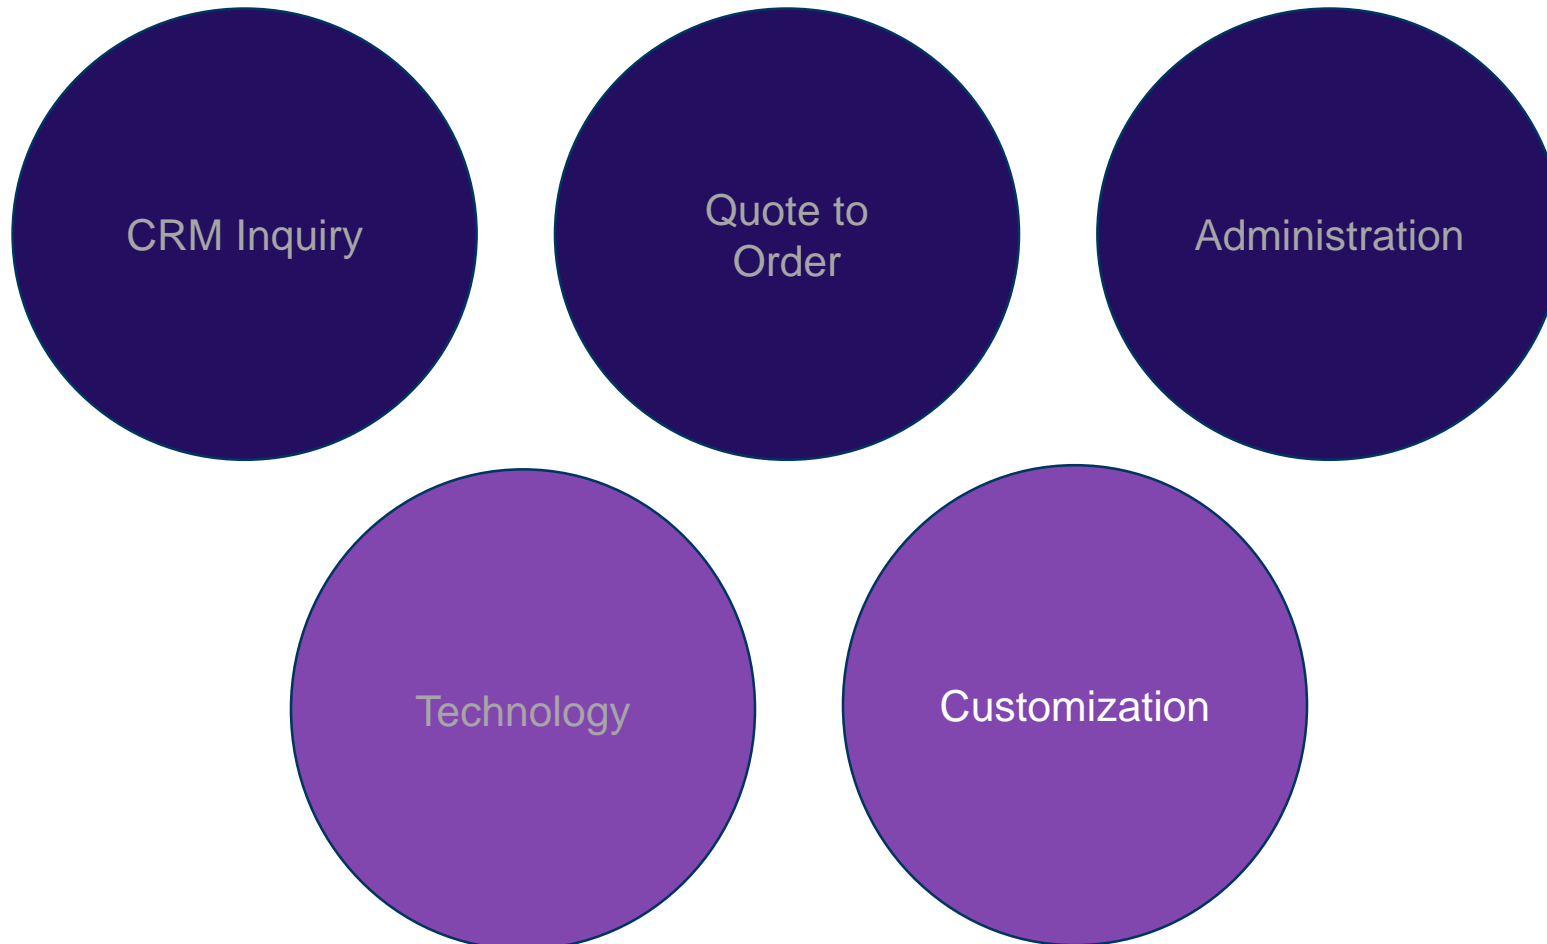 CRM Inquiry
Quote to
Order
Administration
Technology
Customization